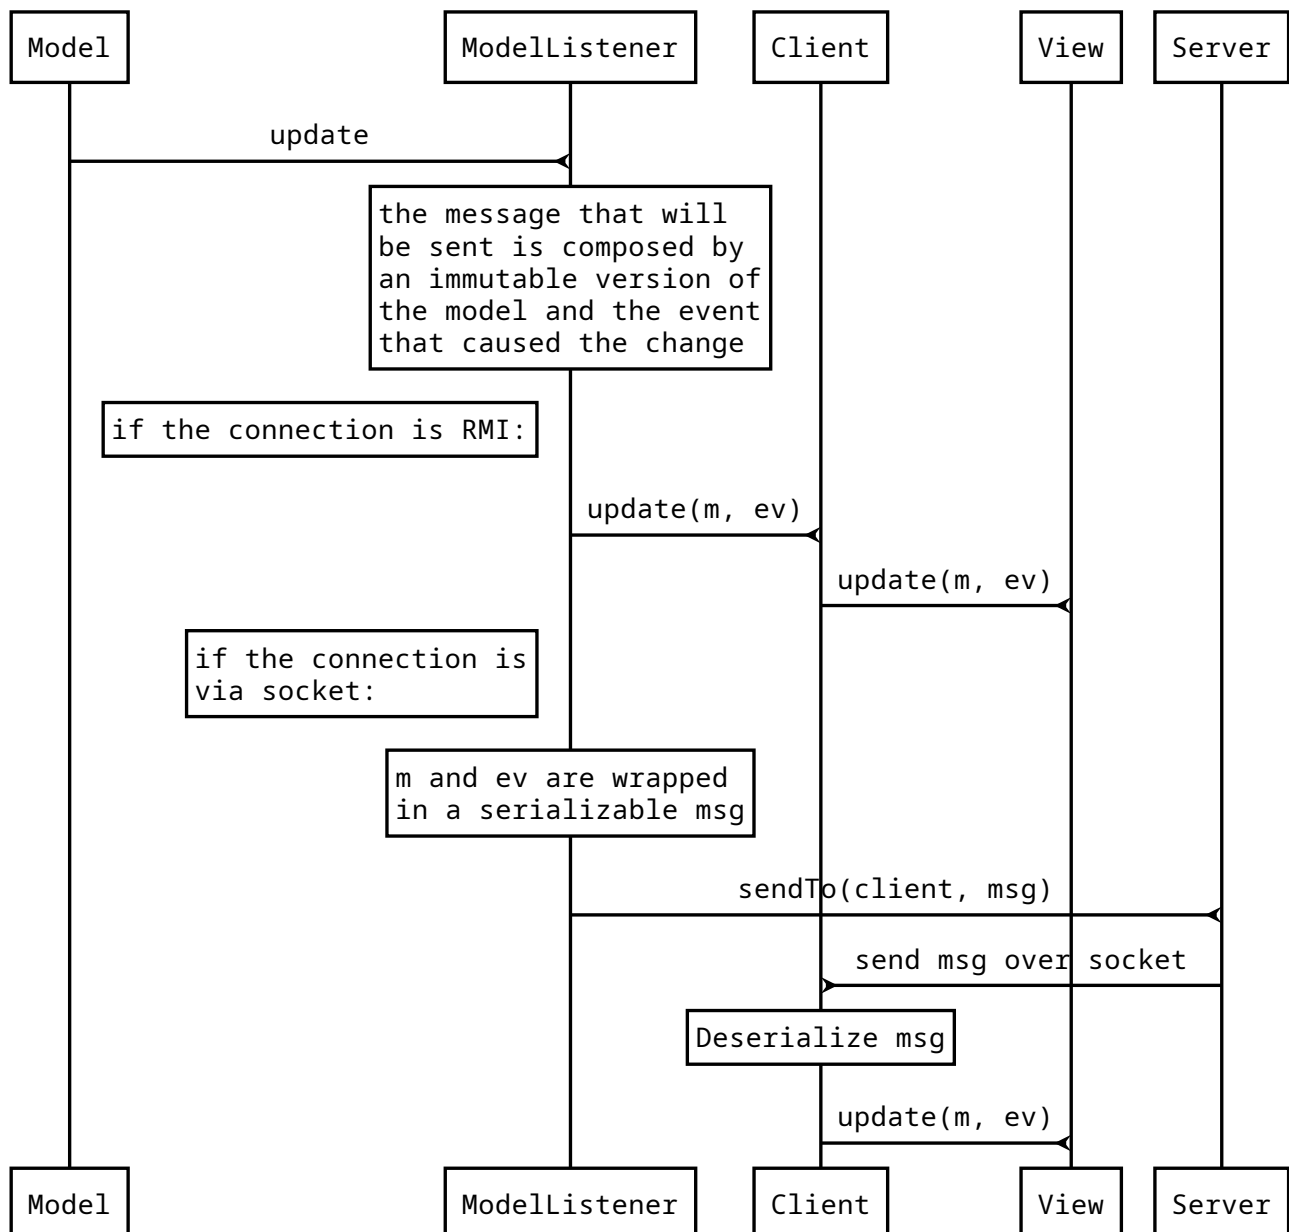 Model
ModelListener
Client
View
Server
update
the message that will
be sent is composed by
an immutable version of
the model and the event
that caused the change
if the connection is RMI:
update(m, ev)
update(m, ev)
if the connection is
via socket:
m and ev are wrapped
in a serializable msg
sendTo(client, msg)
send msg over socket
Deserialize msg
update(m, ev)
Model
ModelListener
Client
View
Server